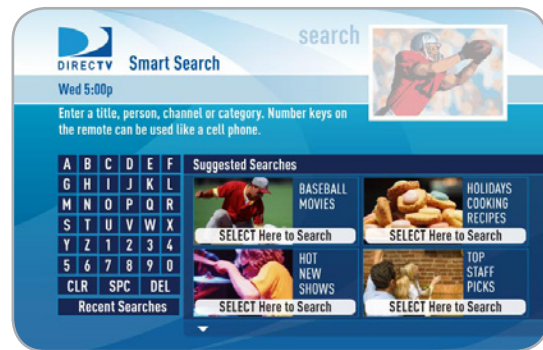 search
DIRECTV Smart Search
Wed 5:00p
Enter a title, person, channel or category. Number keys on
the remote can be used like a cell phone.
A B C D E F
G H I J K L
M N O P Q R
S T U V W X
Y Z 1 2 3 4
5 6 7 8 9 0
CLR SPC DEL
Recent Searches
Suggested Searches
BASEBALL
MOVIES
SELECT Here to Search
HOLIDAYS
COOKING
RECIPES
SELECT Here to Search
HOT
NEW
SHOWS
SELECT Here to Search
TOP
STAFF
PICKS
SELECT Here to Search